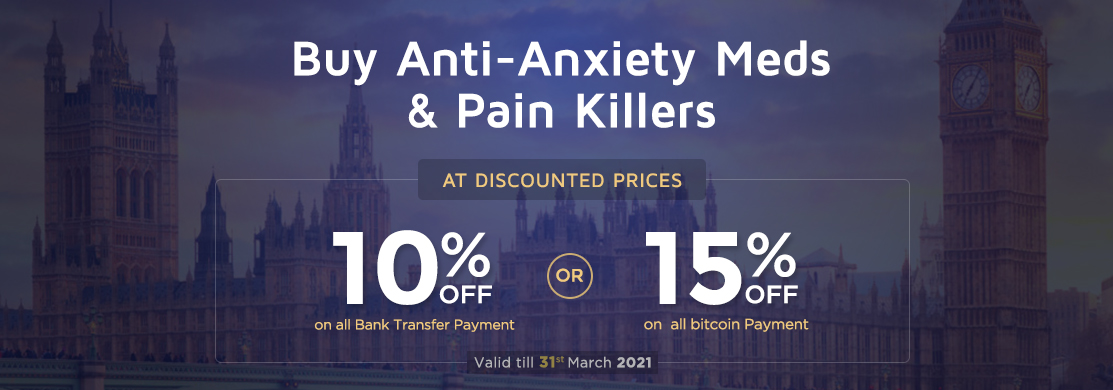 Buy Anti-Anxiety Meds
& Pain Killers
AT DISCOUNTED PRICES
10% OFF
on all Bank Transfer Payment
OR
15% OFF
on all bitcoin Payment
Valid till 31st March 2021